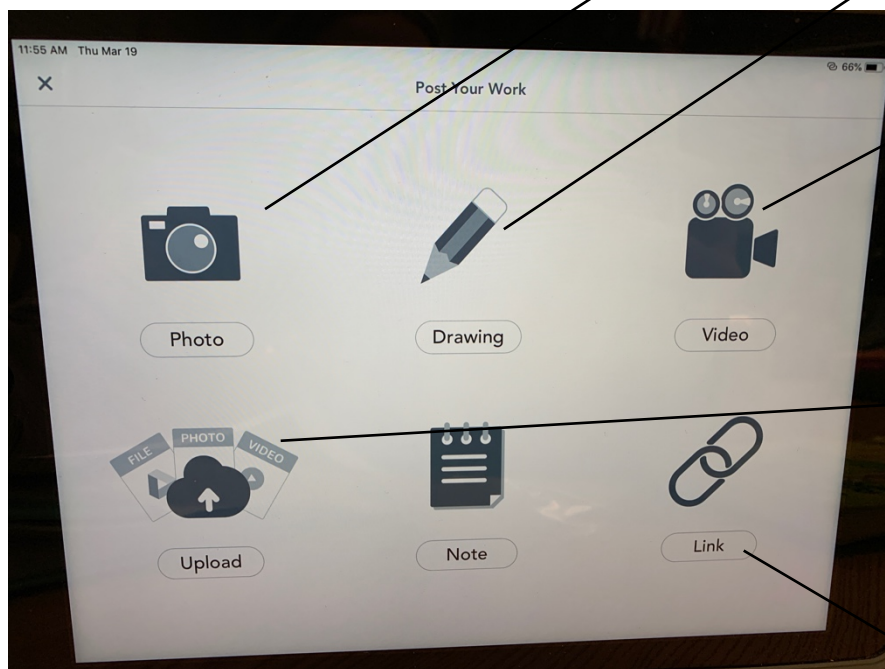 11:55 AM Thu Mar 19
66%
Post Your Work
Photo
Drawing
Video
FILE
PHOTO
VIDEO
Upload
Note
Link